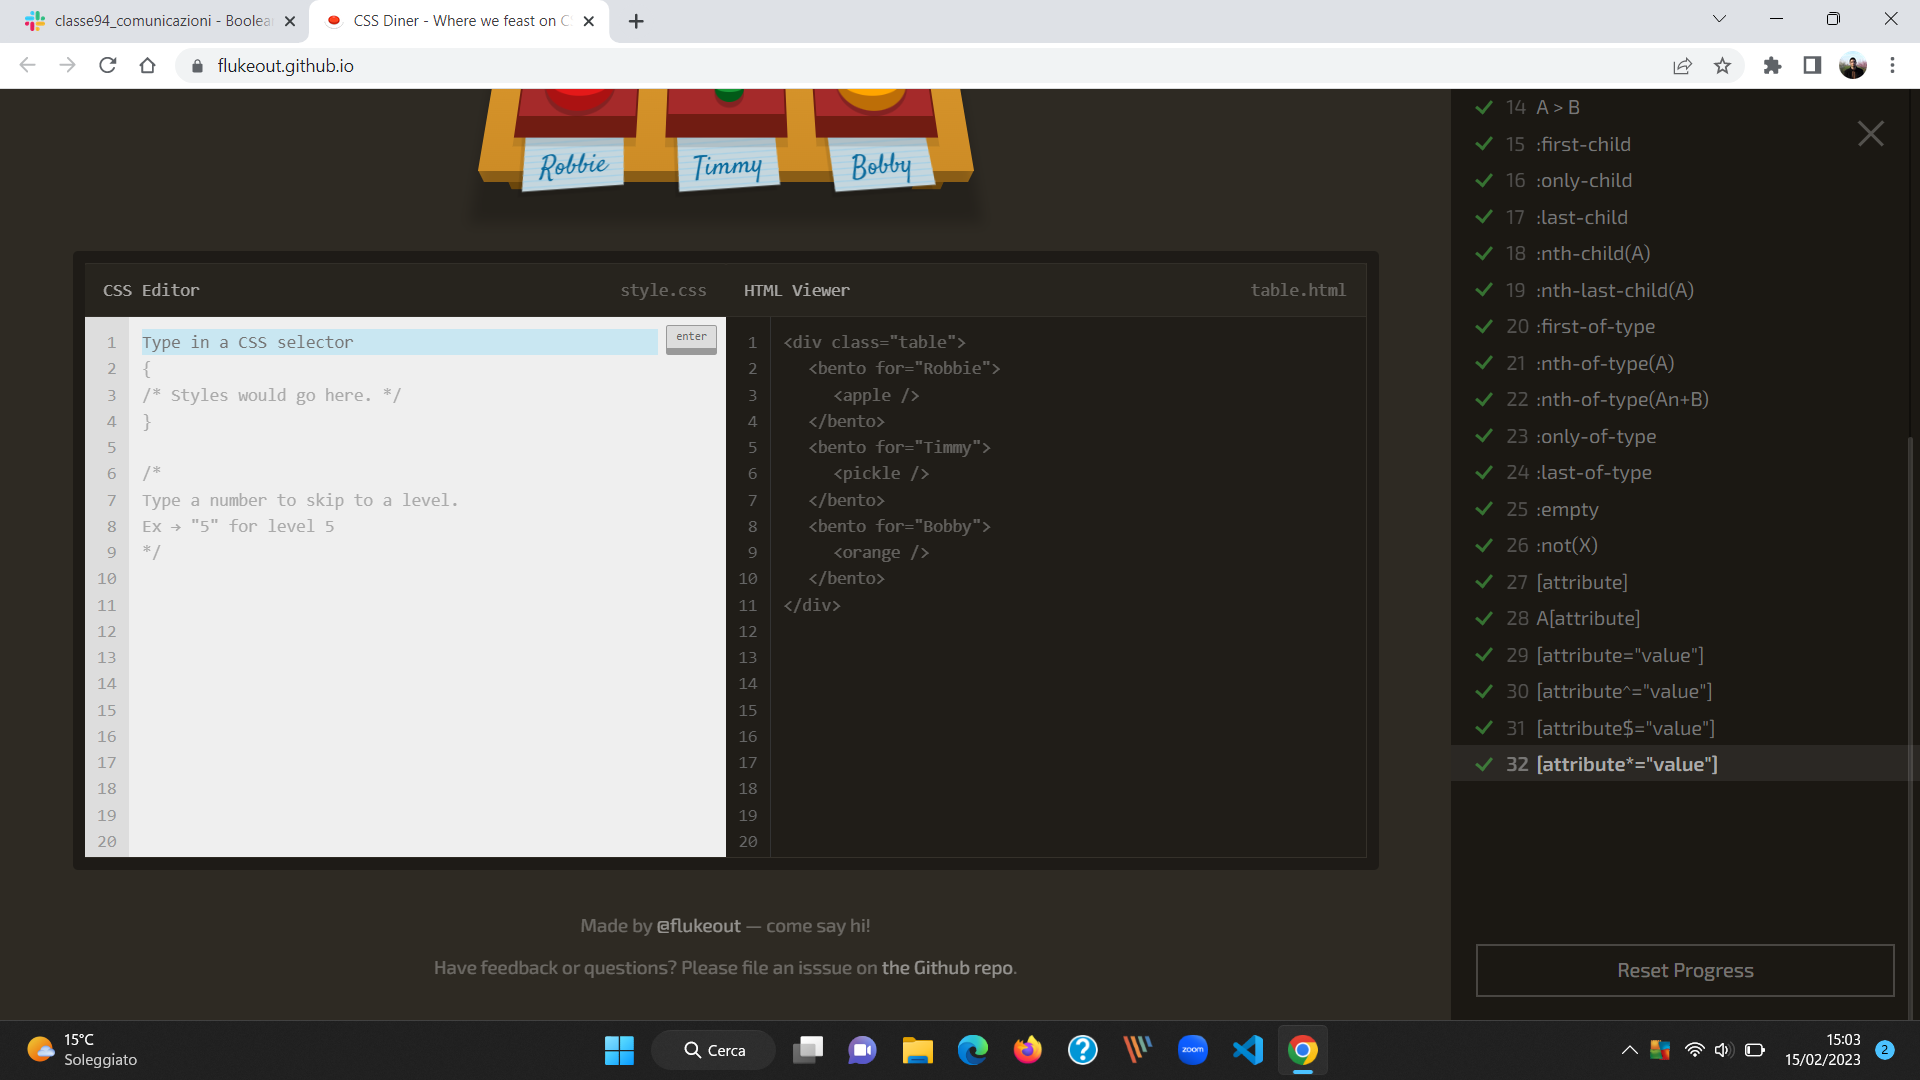 classe94_comunicazioni - Boolea
CSS Diner - Where we feast on C
flukeout.github.io
Robbie
Timmy
Bobby
CSS Editor
style.css
1 Type in a CSS selector
enter
2 {
3 /* Styles would go here. */
4 }
5
6 /*
7 Type a number to skip to a level.
8 Ex → "5" for level 5
9 */
10
11
12
13
14
15
16
17
18
19
20
HTML Viewer
table.html
1 <div class="table">
2 <bento for="Robbie">
3 <apple />
4 </bento>
5 <bento for="Timmy">
6 <pickle />
7 </bento>
8 <bento for="Bobby">
9 <orange />
10 </bento>
11 </div>
12
13
14
15
16
17
18
19
20
Made by @flukeout — come say hi!
Have feedback or questions? Please file an isssue on the Github repo.
14 A > B
15 :first-child
16 :only-child
17 :last-child
18 :nth-child(A)
19 :nth-last-child(A)
20 :first-of-type
21 :nth-of-type(A)
22 :nth-of-type(An+B)
23 :only-of-type
24 :last-of-type
25 :empty
26 :not(X)
27 [attribute]
28 A[attribute]
29 [attribute="value"]
30 [attribute^="value"]
31 [attribute$="value"]
32 [attribute*="value"]
Reset Progress
15°C
Soleggiato
Cerca
zoom
15:03
15/02/2023
2